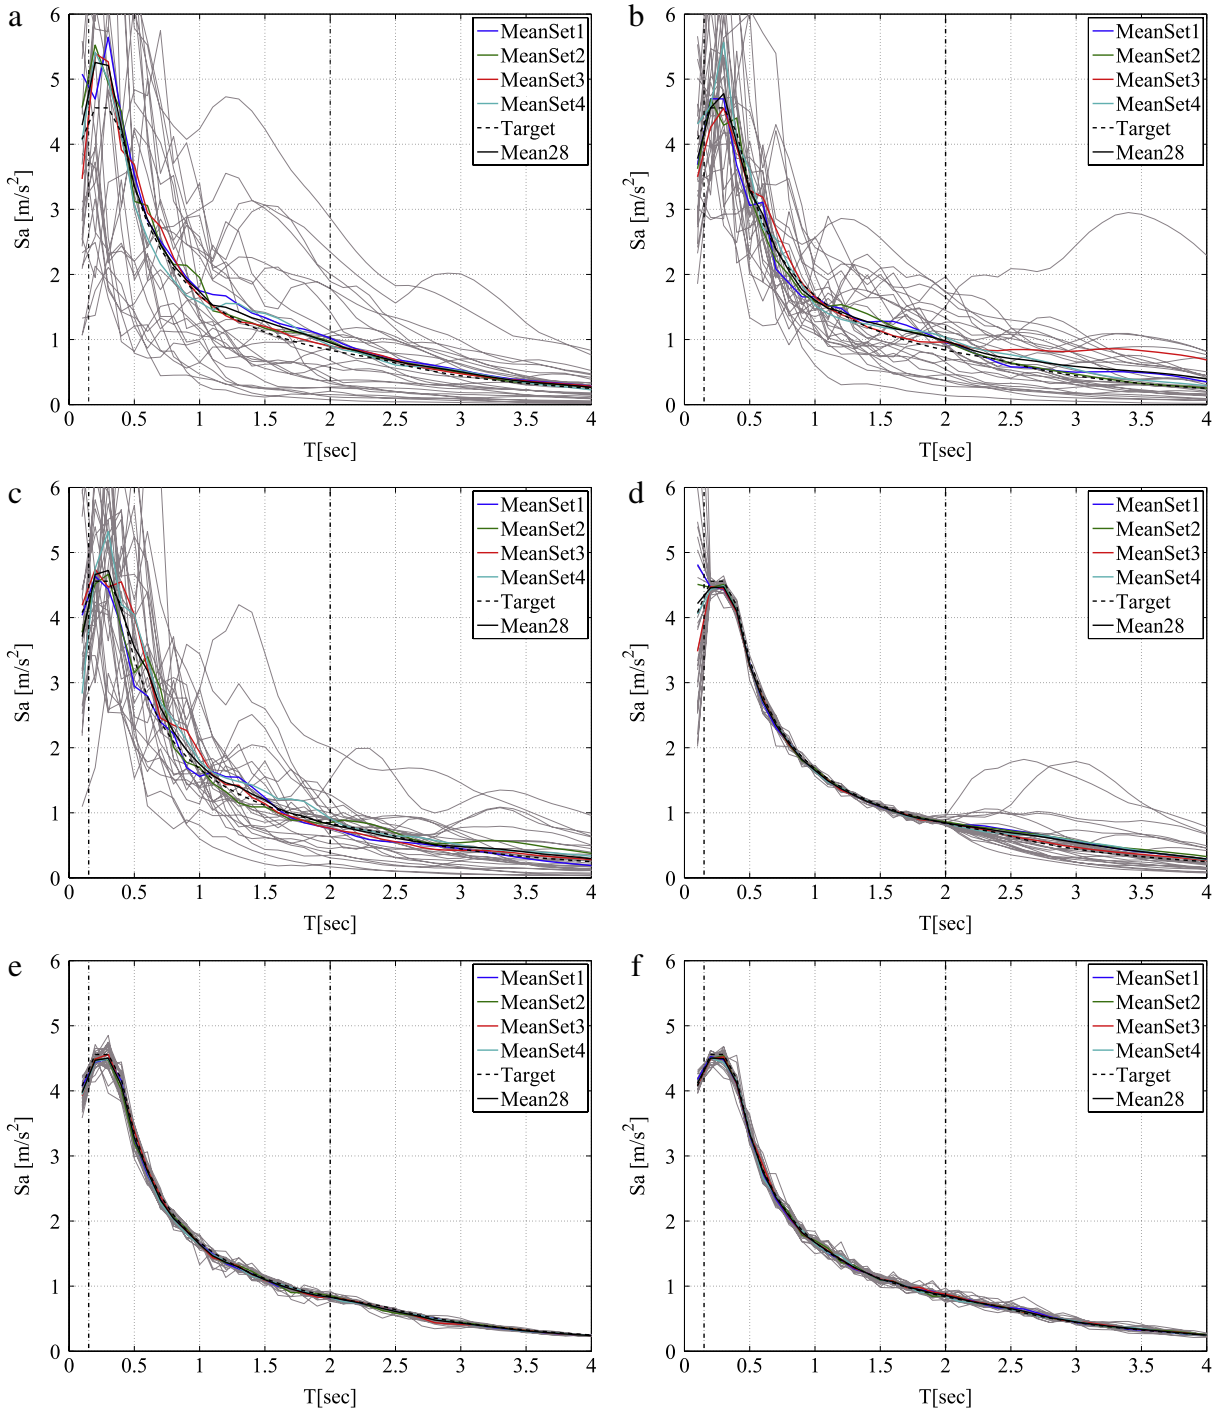 a
6
5
4
3
2
1
0
Sa [m/s²]
0 0.5 1 1.5 2 2.5 3 3.5 4
T[sec]
MeanSet1
MeanSet2
MeanSet3
MeanSet4
Target
Mean28
b
6
5
4
3
2
1
0
Sa [m/s²]
0 0.5 1 1.5 2 2.5 3 3.5 4
T[sec]
MeanSet1
MeanSet2
MeanSet3
MeanSet4
Target
Mean28
c
6
5
4
3
2
1
0
Sa [m/s²]
0 0.5 1 1.5 2 2.5 3 3.5 4
T[sec]
MeanSet1
MeanSet2
MeanSet3
MeanSet4
Target
Mean28
d
6
5
4
3
2
1
0
Sa [m/s²]
0 0.5 1 1.5 2 2.5 3 3.5 4
T[sec]
MeanSet1
MeanSet2
MeanSet3
MeanSet4
Target
Mean28
e
6
5
4
3
2
1
0
Sa [m/s²]
0 0.5 1 1.5 2 2.5 3 3.5 4
T[sec]
MeanSet1
MeanSet2
MeanSet3
MeanSet4
Target
Mean28
f
6
5
4
3
2
1
0
Sa [m/s²]
0 0.5 1 1.5 2 2.5 3 3.5 4
T[sec]
MeanSet1
MeanSet2
MeanSet3
MeanSet4
Target
Mean28